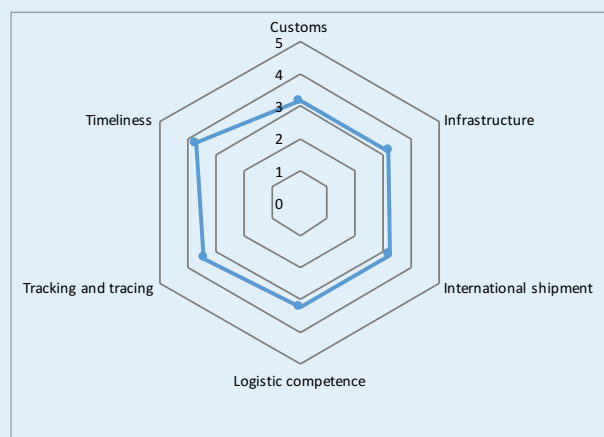 Customs
5
4
Timeliness
3
Infrastructure
2
1
0
Tracking and tracing
International shipment
Logistic competence